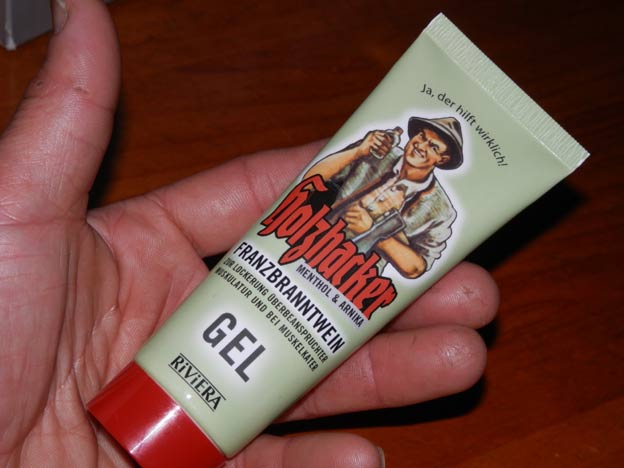 Ja, der hilft wirklich!
Holzhacker
MENTHOL & ARNIKA
FRANZBRANNTWEIN
ZUR LOCKERUNG ÜBERBEANSPRUCHTER
MUSKULATUR UND BEI MUSKELKATER
GEL
RiViERA